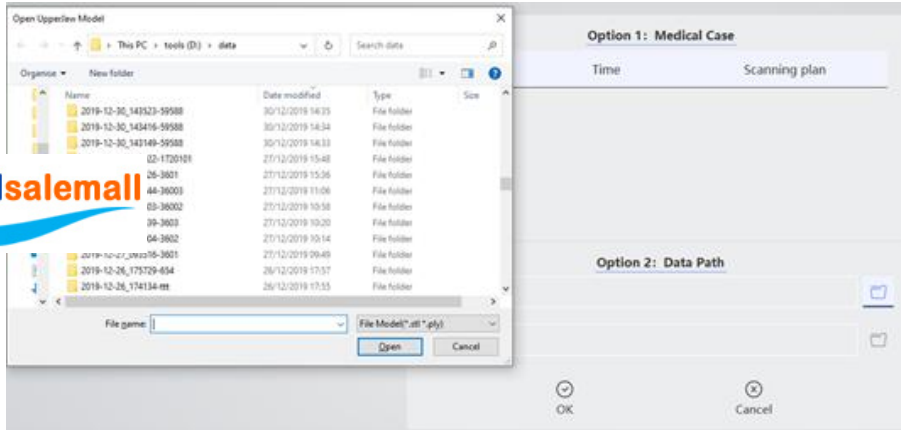 Open UpperJaw Model
This PC > tools (D:) > data
Search data
Organise
New folder
Name Date modified Type Size
2019-12-30_143523-59588 30/12/2019 14:35 File folder
2019-12-30_143416-59588 30/12/2019 14:34 File folder
2019-12-30_143149-59588 30/12/2019 14:33 File folder
22-1720101 27/12/2019 15:48 File folder
26-3601 27/12/2019 15:36 File folder
44-36003 27/12/2019 11:06 File folder
03-36002 27/12/2019 10:58 File folder
39-3603 27/12/2019 10:20 File folder
04-3602 27/12/2019 10:14 File folder
2019-12-27_093516-3601 27/12/2019 09:49 File folder
2019-12-26_175729-654 26/12/2019 17:57 File folder
2019-12-26_174134-ttt 26/12/2019 17:55 File folder
File name:
File Model(*.stl *.ply)
Open
Cancel
salemall
Option 1: Medical Case
Time
Scanning plan
Option 2: Data Path
OK
Cancel